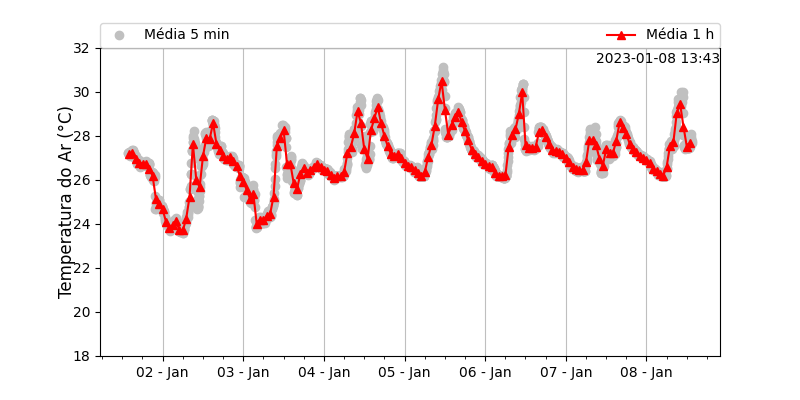 Média 5 min
Média 1 h
2023-01-08 13:43
Temperatura do Ar (°C)
32
30
28
26
24
22
20
18
02 - Jan
03 - Jan
04 - Jan
05 - Jan
06 - Jan
07 - Jan
08 - Jan